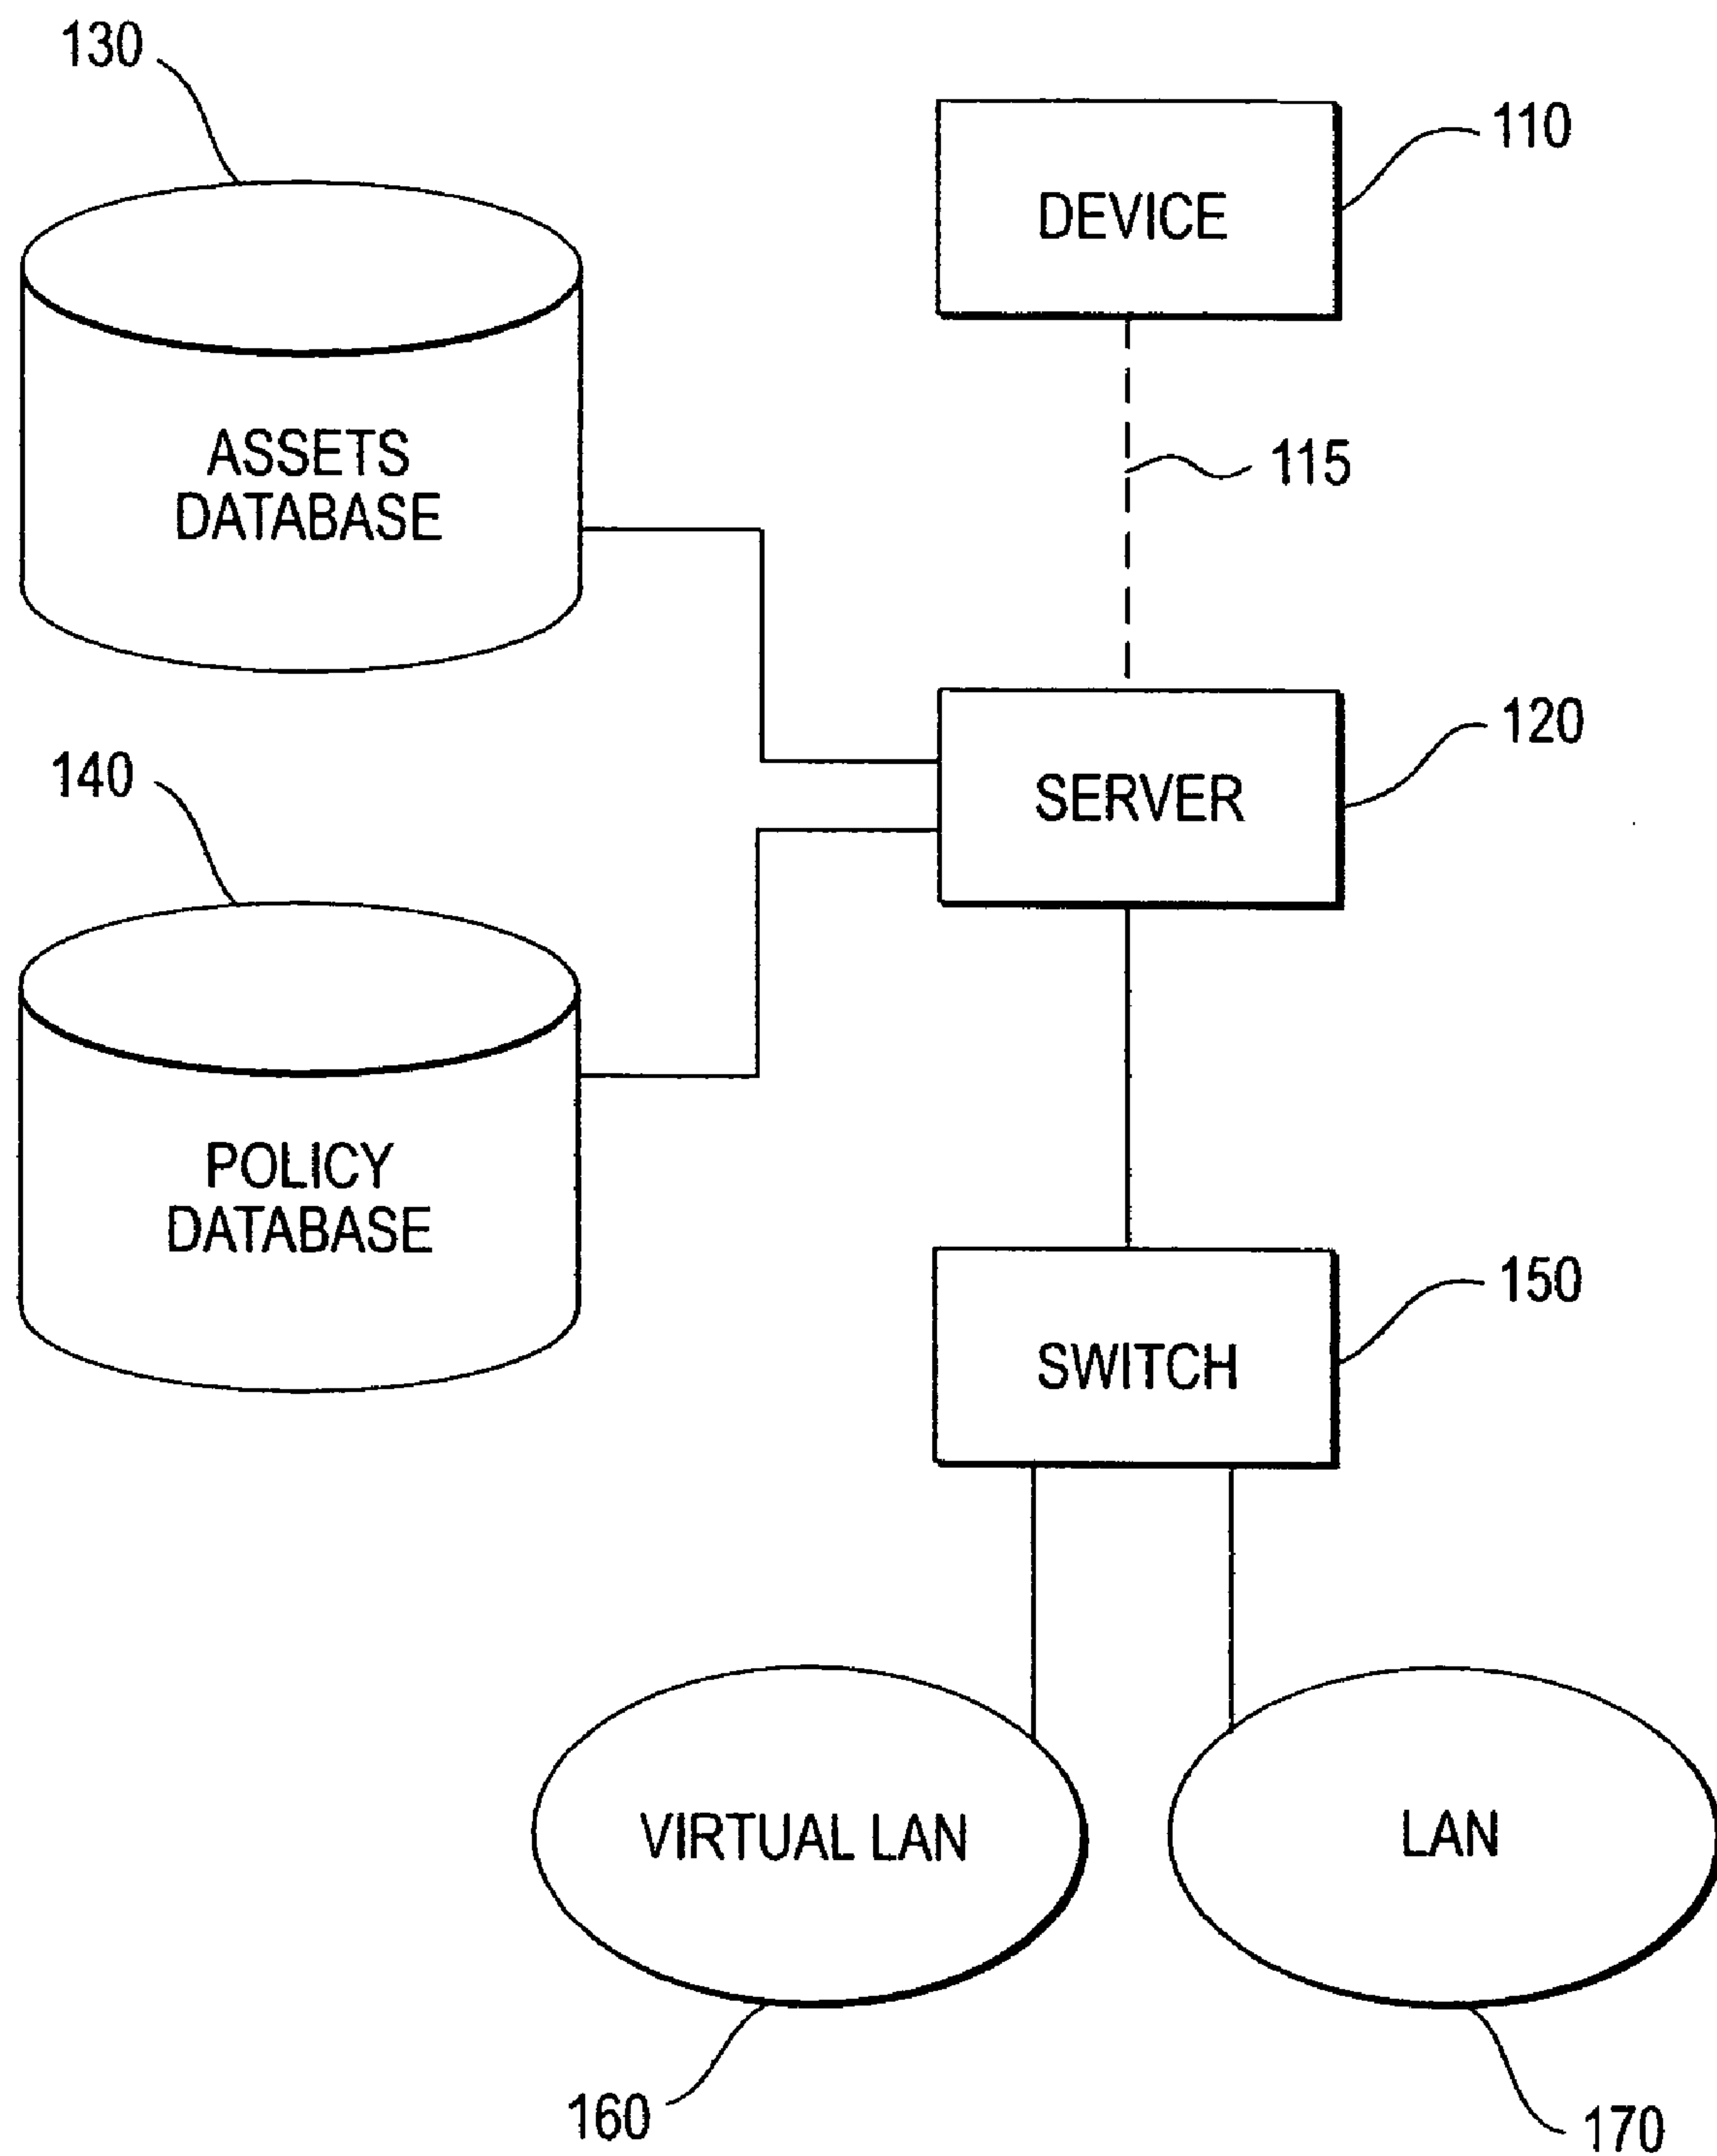 130
110
DEVICE
115
ASSETS
DATABASE
120
SERVER
140
POLICY
DATABASE
150
SWITCH
VIRTUAL LAN
LAN
160
170